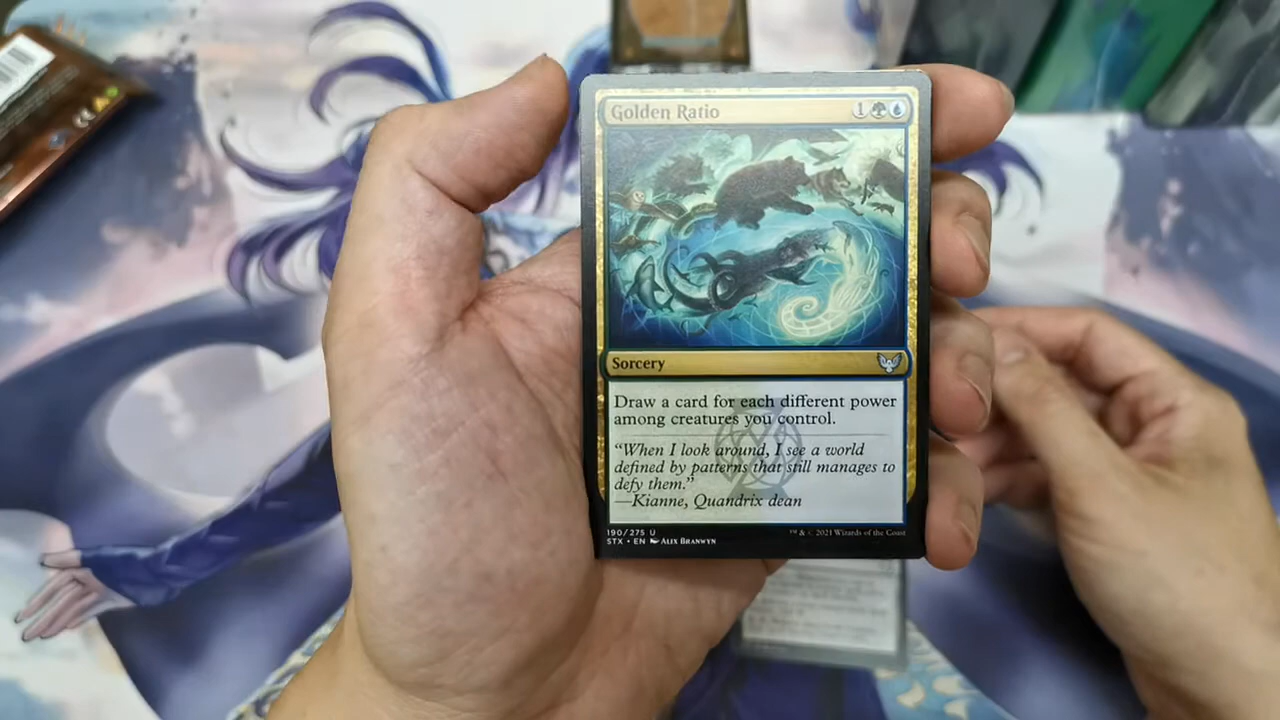 Golden Ratio 1
Sorcery
Draw a card for each different power
among creatures you control.
"When I look around, I see a world
defined by patterns that still manages to
defy them."
—Kianne, Quandrix dean
190/275 U
STX • EN ALIX BRANWYN
™ & © 2021 Wizards of the Coast